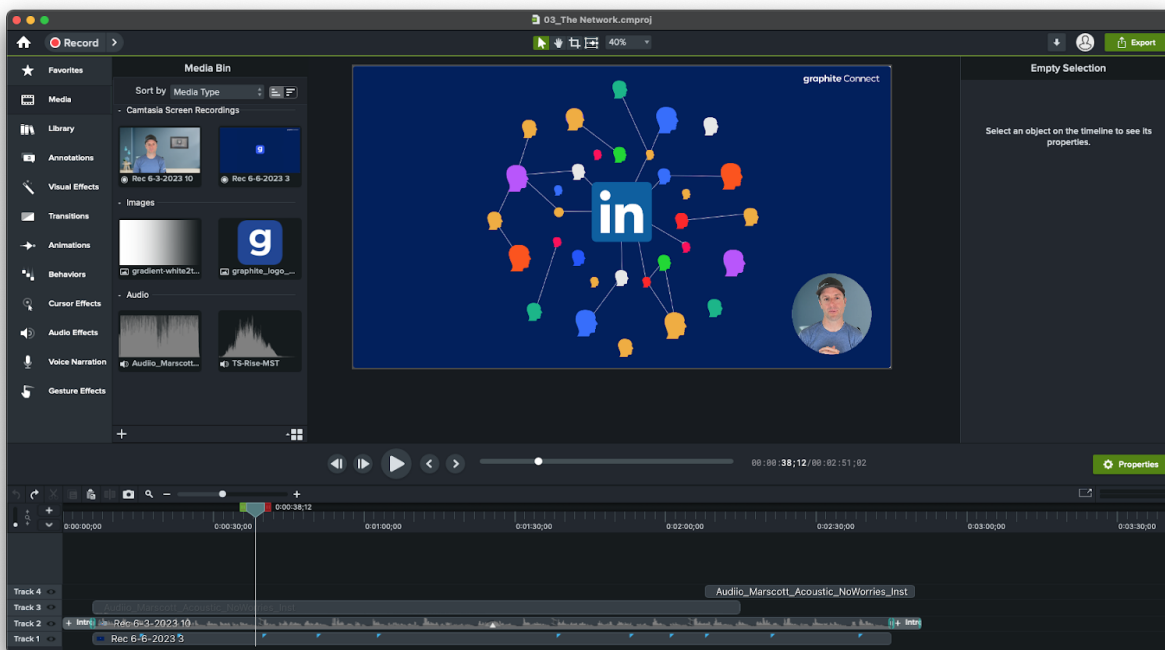 03_The Network.cmproj
Record
40%
Export
Favorites
Media
Library
Annotations
Visual Effects
Transitions
Animations
Behaviors
Cursor Effects
Audio Effects
Voice Narration
Gesture Effects
Media Bin
Sort by Media Type
- Camtasia Screen Recordings
Rec 6-3-2023 10
Rec 6-6-2023 3
- Images
gradient-white2t...
graphite_logo_...
g
- Audio
Audiio_Marscott...
TS-Rise-MST
graphite Connect
in
Empty Selection
Select an object on the timeline to see its
properties.
00:00:38;12/00:02:51;02
Properties
0:00:38;12
0:00:00;00
0:00:30;00
0:01:00;00
0:01:30;00
0:02:00;00
0:02:30;00
0:03:00;00
0:03:30;00
Track 4
Audiio_Marscott_Acoustic_NoWorries_Inst
Track 3
Audiio_Marscott_Acoustic_NoWorries_Inst
Track 2
+ Intro
Rec 6-3-2023 10
+ Intro
Track 1
Rec 6-6-2023 3